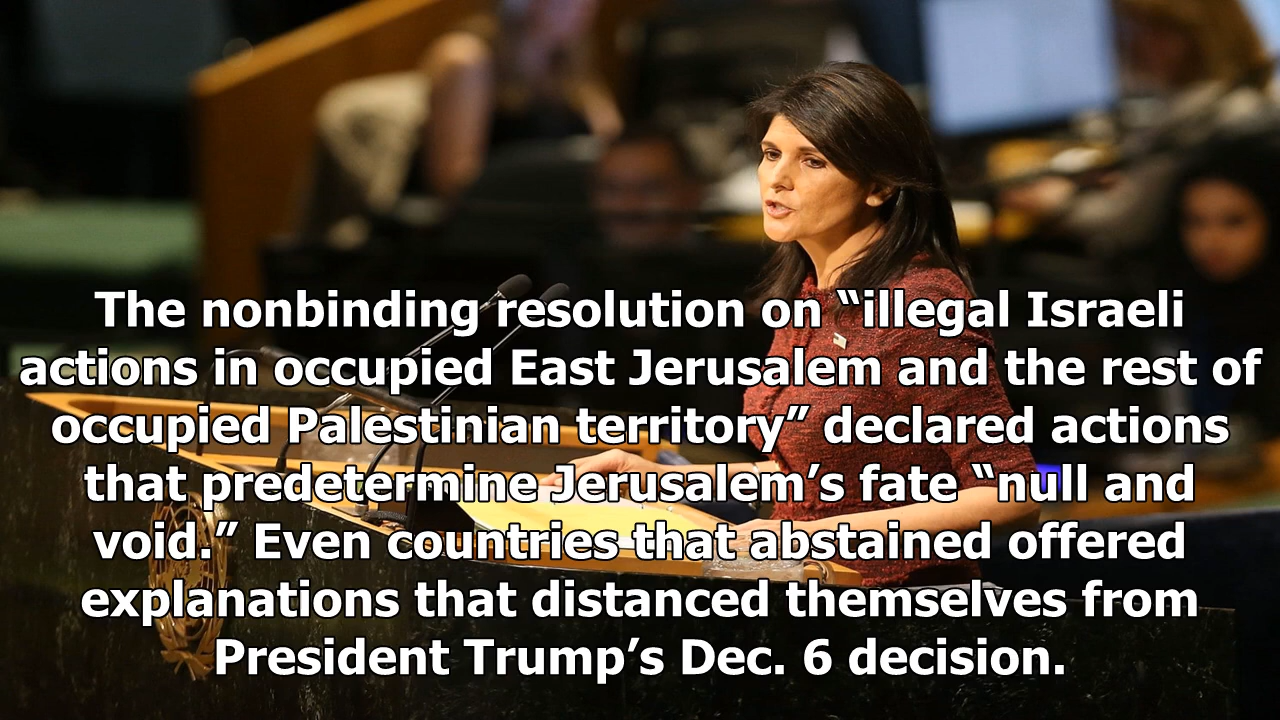 The nonbinding resolution on “illegal Israeli
actions in occupied East Jerusalem and the rest of
occupied Palestinian territory” declared actions
that predetermine Jerusalem’s fate “null and
void.” Even countries that abstained offered
explanations that distanced themselves from
President Trump’s Dec. 6 decision.